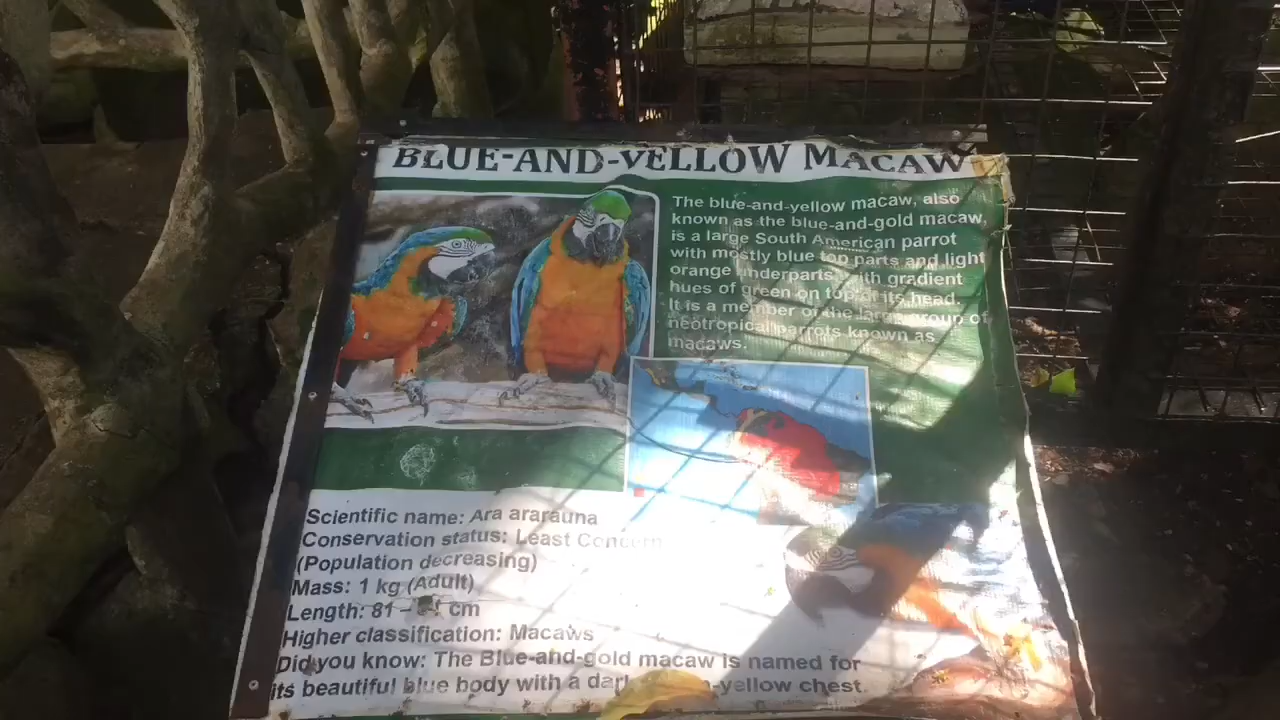 BLUE-AND-YELLOW MACAW
The blue-and-yellow macaw, also
known as the blue-and-gold macaw,
is a large South American parrot
with mostly blue top parts and light
orange underparts, with gradient
hues of green on top of its head.
It is a member of the large group of
neotropical parrots known as
macaws.
Scientific name: Ara ararauna
Conservation status: Least Concern
(Population decreasing)
Mass: 1 kg (Adult)
Length: 81 – cm
Higher classification: Macaws
Did you know: The Blue-and-gold macaw is named for
its beautiful blue body with a dark -yellow chest.